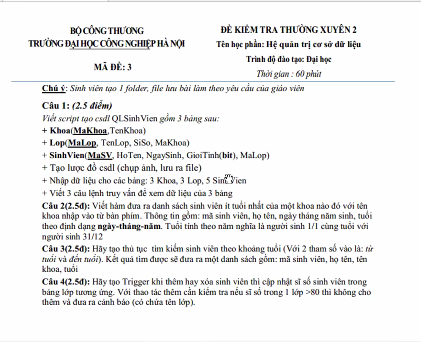 BỘ CÔNG THƯƠNG
TRƯỜNG ĐẠI HỌC CÔNG NGHIỆP HÀ NỘI
MÃ ĐỀ: 3
ĐỀ KIỂM TRA THƯỜNG XUYÊN 2
Tên học phần: Hệ quản trị cơ sở dữ liệu
Trình độ đào tạo: Đại học
Thời gian : 60 phút
Chú ý: Sinh viên tạo 1 folder, file lưu bài làm theo yêu cầu của giáo viên
Câu 1: (2.5 điểm)
Viết script tạo csdl QLSinhVien gồm 3 bảng sau:
+ Khoa(MaKhoa,TenKhoa)
+ Lop(MaLop, TenLop, SiSo, MaKhoa)
+ SinhVien(MaSV, HoTen, NgaySinh, GioiTinh(bit), MaLop)
+ Tạo lược đồ csdl (chụp ảnh, lưu ra file)
+ Nhập dữ liệu cho các bảng: 3 Khoa, 3 Lop, 5 SinhVien
+ Viết 3 câu lệnh truy vấn để xem dữ liệu của 3 bảng
Câu 2(2.5đ): Viết hàm đưa ra danh sách sinh viên ít tuổi nhất của một khoa nào đó với tên
khoa nhập vào từ bàn phím. Thông tin gồm: mã sinh viên, họ tên, ngày tháng năm sinh, tuổi
theo định dạng ngày-tháng-năm. Tuổi tính theo năm nghĩa là người sinh 1/1 cùng tuổi với
người sinh 31/12
Câu 3(2.5đ): Hãy tạo thủ tục tìm kiếm sinh viên theo khoảng tuổi (Với 2 tham số vào là: từ
tuổi và đến tuổi). Kết quả tìm được sẽ đưa ra một danh sách gồm: mã sinh viên, họ tên, tên
khoa, tuổi
Câu 4(2.5đ): Hãy tạo Trigger khi thêm hay xóa sinh viên thì cập nhật sĩ số sinh viên trong
bảng lớp tương ứng. Với thao tác thêm cần kiểm tra nếu sĩ số trong 1 lớp >80 thì không cho
thêm và đưa ra cảnh báo (có chứa tên lớp).